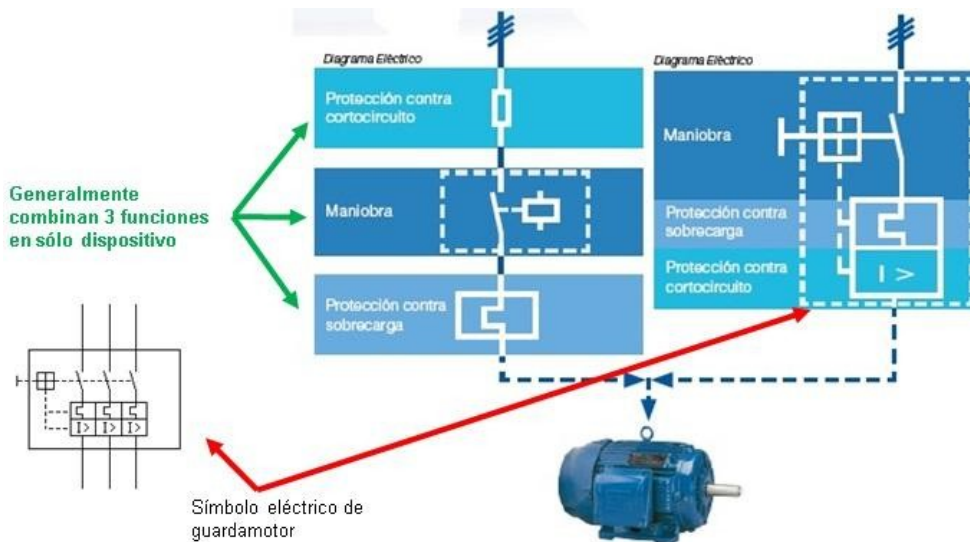 Diagrama Eléctrico
Protección contra
cortocircuito
Maniobra
Protección contra
sobrecarga
Diagrama Eléctrico
Maniobra
Protección contra
sobrecarga
Protección contra
cortocircuito
I >
Generalmente
combinan 3 funciones
en sólo dispositivo
I> I> I>
Símbolo eléctrico de
guardamotor